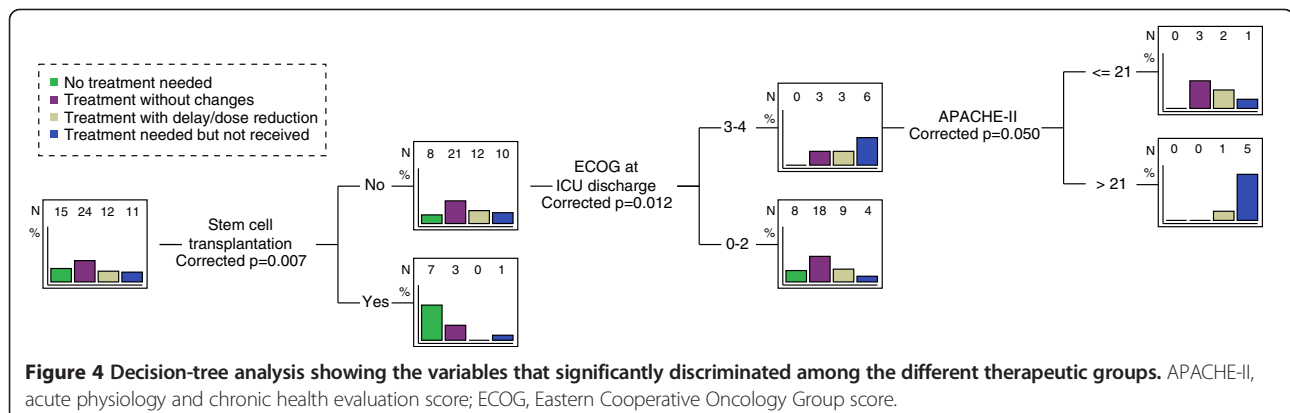 No treatment needed
Treatment without changes
Treatment with delay/dose reduction
Treatment needed but not received
N 15 24 12 11
%
Stem cell
transplantation
Corrected p=0.007
No
N 8 21 12 10
%
Yes
N 7 3 0 1
%
ECOG at
ICU discharge
Corrected p=0.012
3-4
N 0 3 3 6
%
0-2
N 8 18 9 4
%
APACHE-II
Corrected p=0.050
<= 21
N 0 3 2 1
%
> 21
N 0 0 1 5
%
Figure 4 Decision-tree analysis showing the variables that significantly discriminated among the different therapeutic groups. APACHE-II,
acute physiology and chronic health evaluation score; ECOG, Eastern Cooperative Oncology Group score.